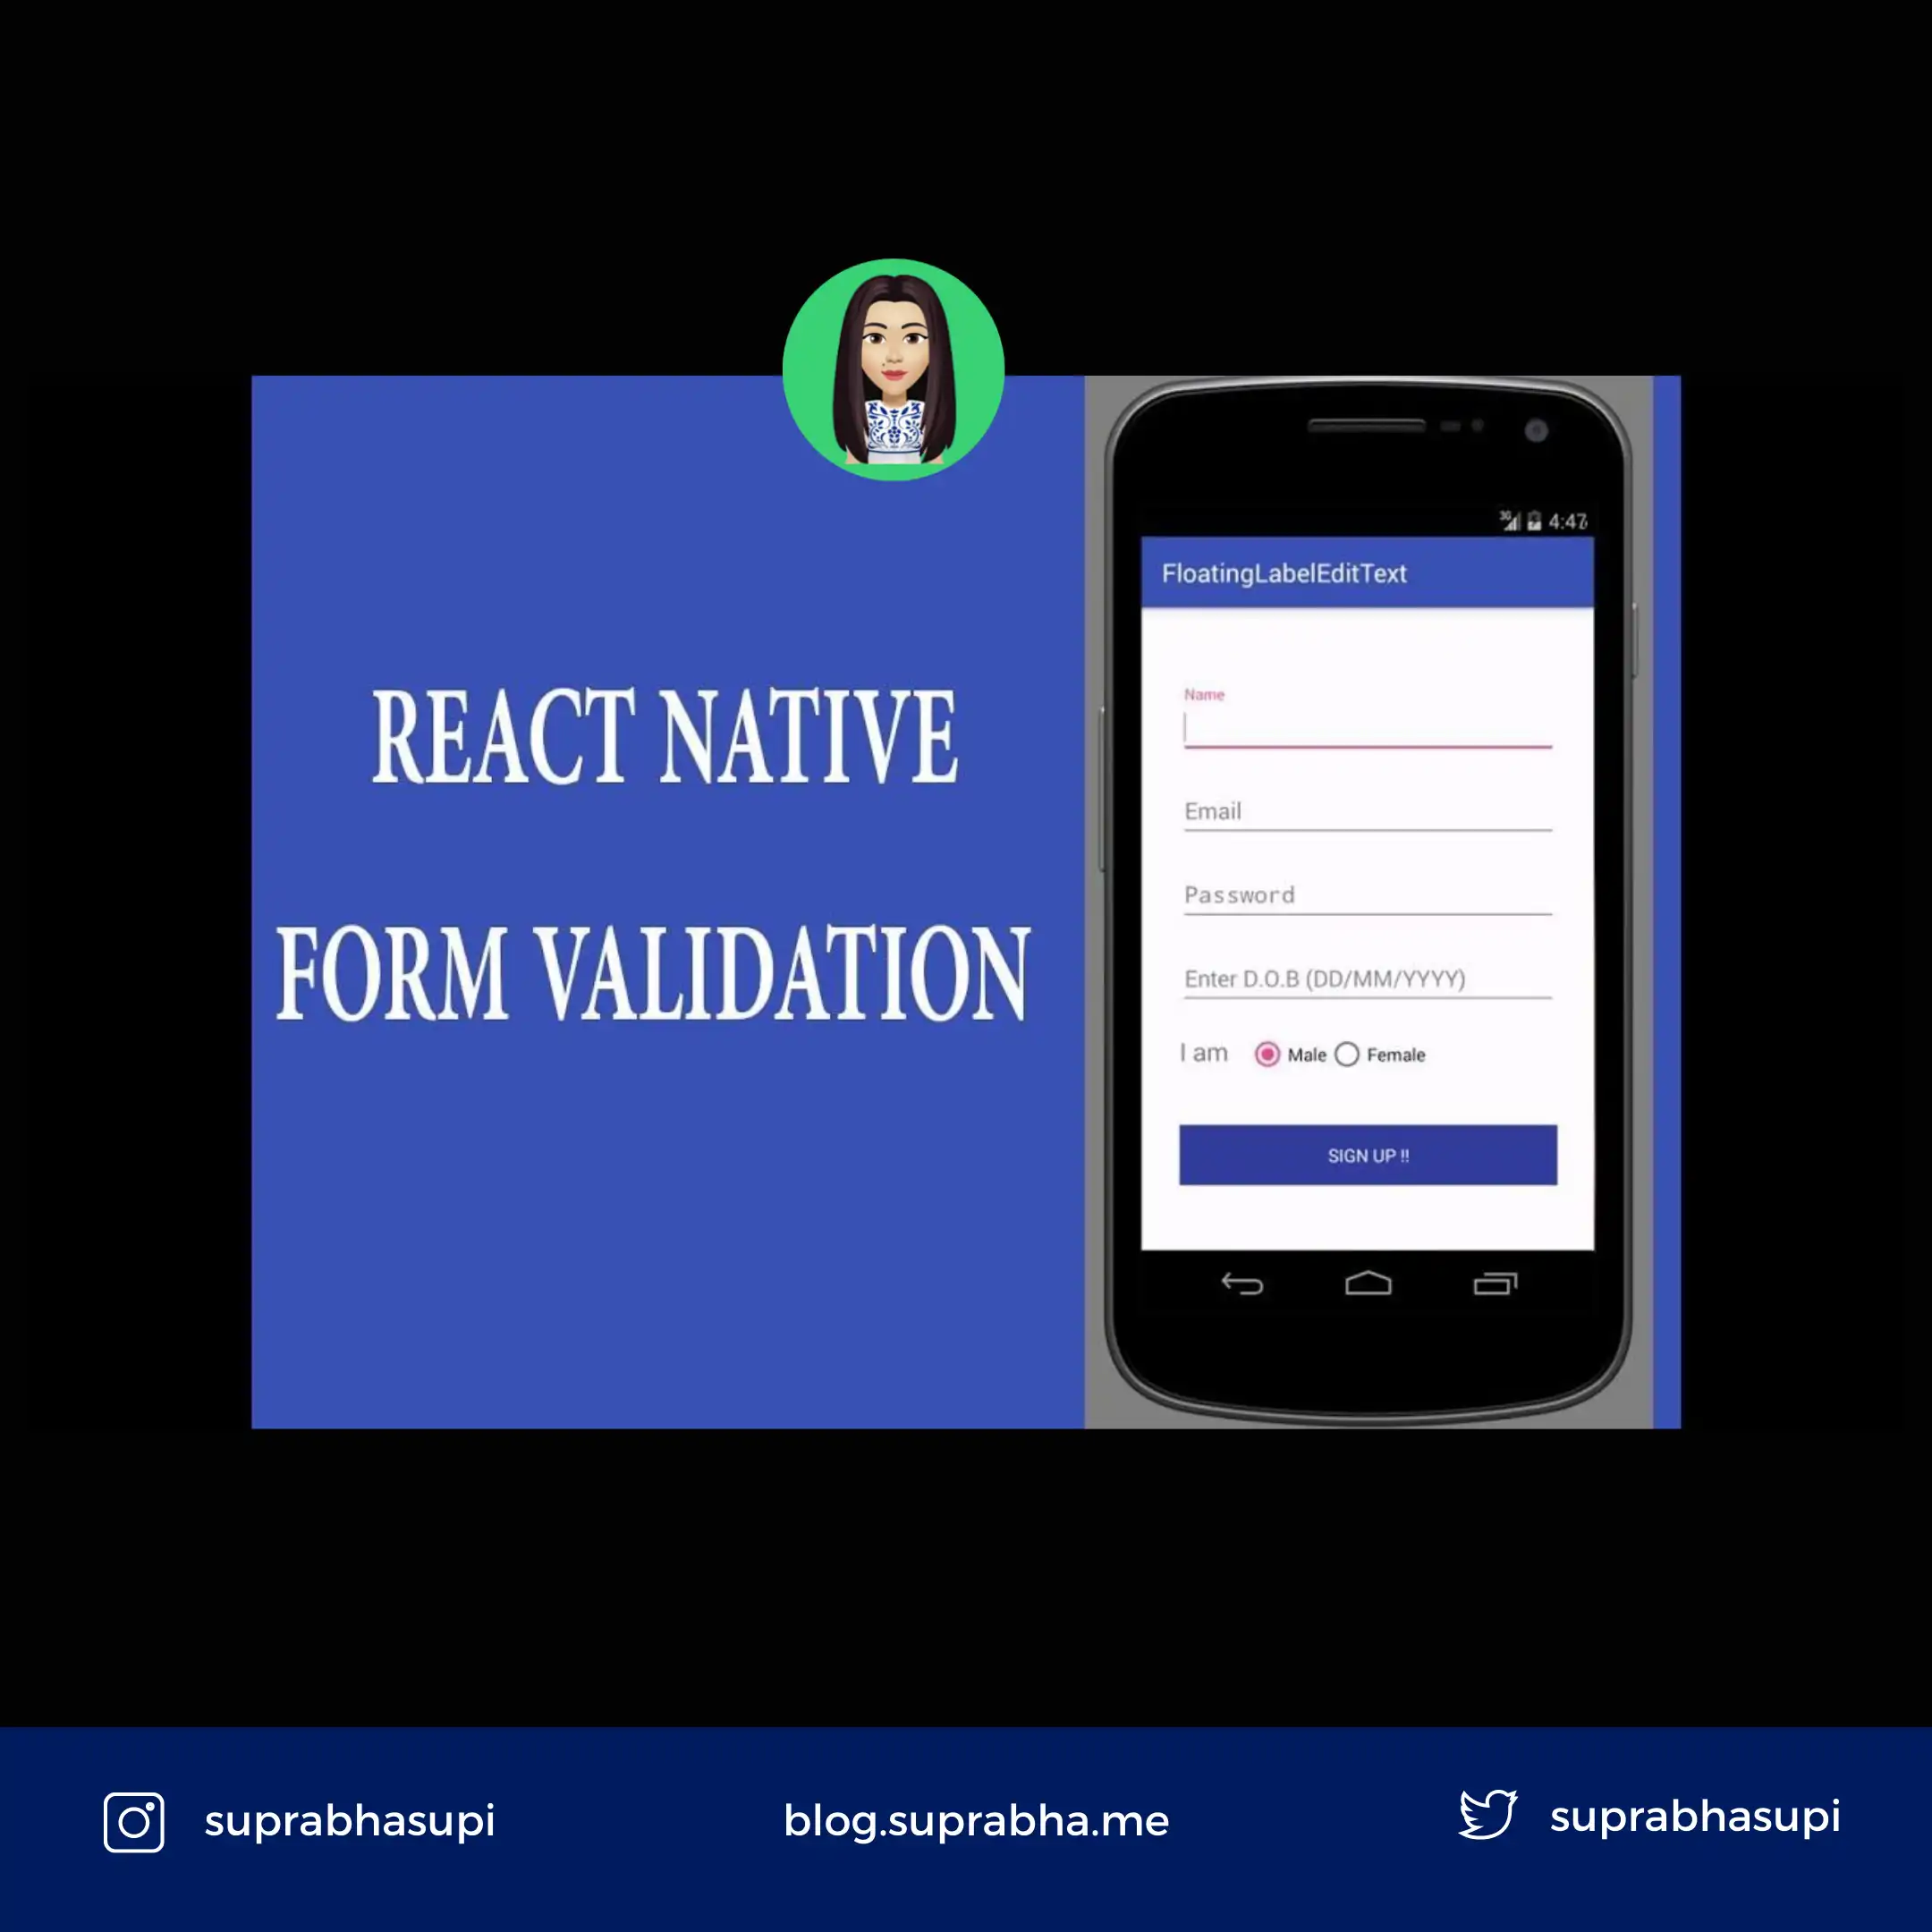 REACT NATIVE
FORM VALIDATION
3G 4:47
FloatingLabelEditText
Name
Email
Password
Enter D.O.B (DD/MM/YYYY)
I am Male Female
SIGN UP !!
suprabhasupi
blog.suprabha.me
suprabhasupi